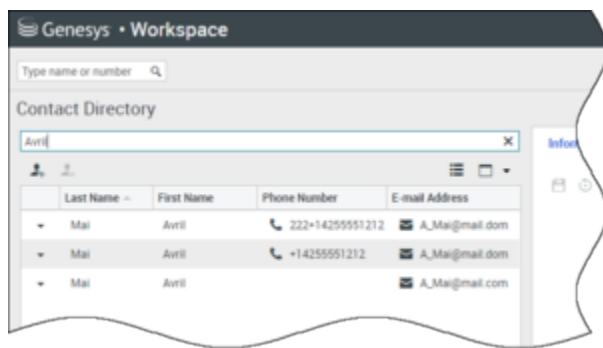 Genesys • Workspace
Type name or number
Contact Directory
Avril
Infor
Last Name First Name Phone Number E-mail Address
Mai Avril 222+14255551212 A_Mai@mail.dom
Mai Avril +14255551212 A_Mai@mail.dom
Mai Avril A_Mai@mail.com